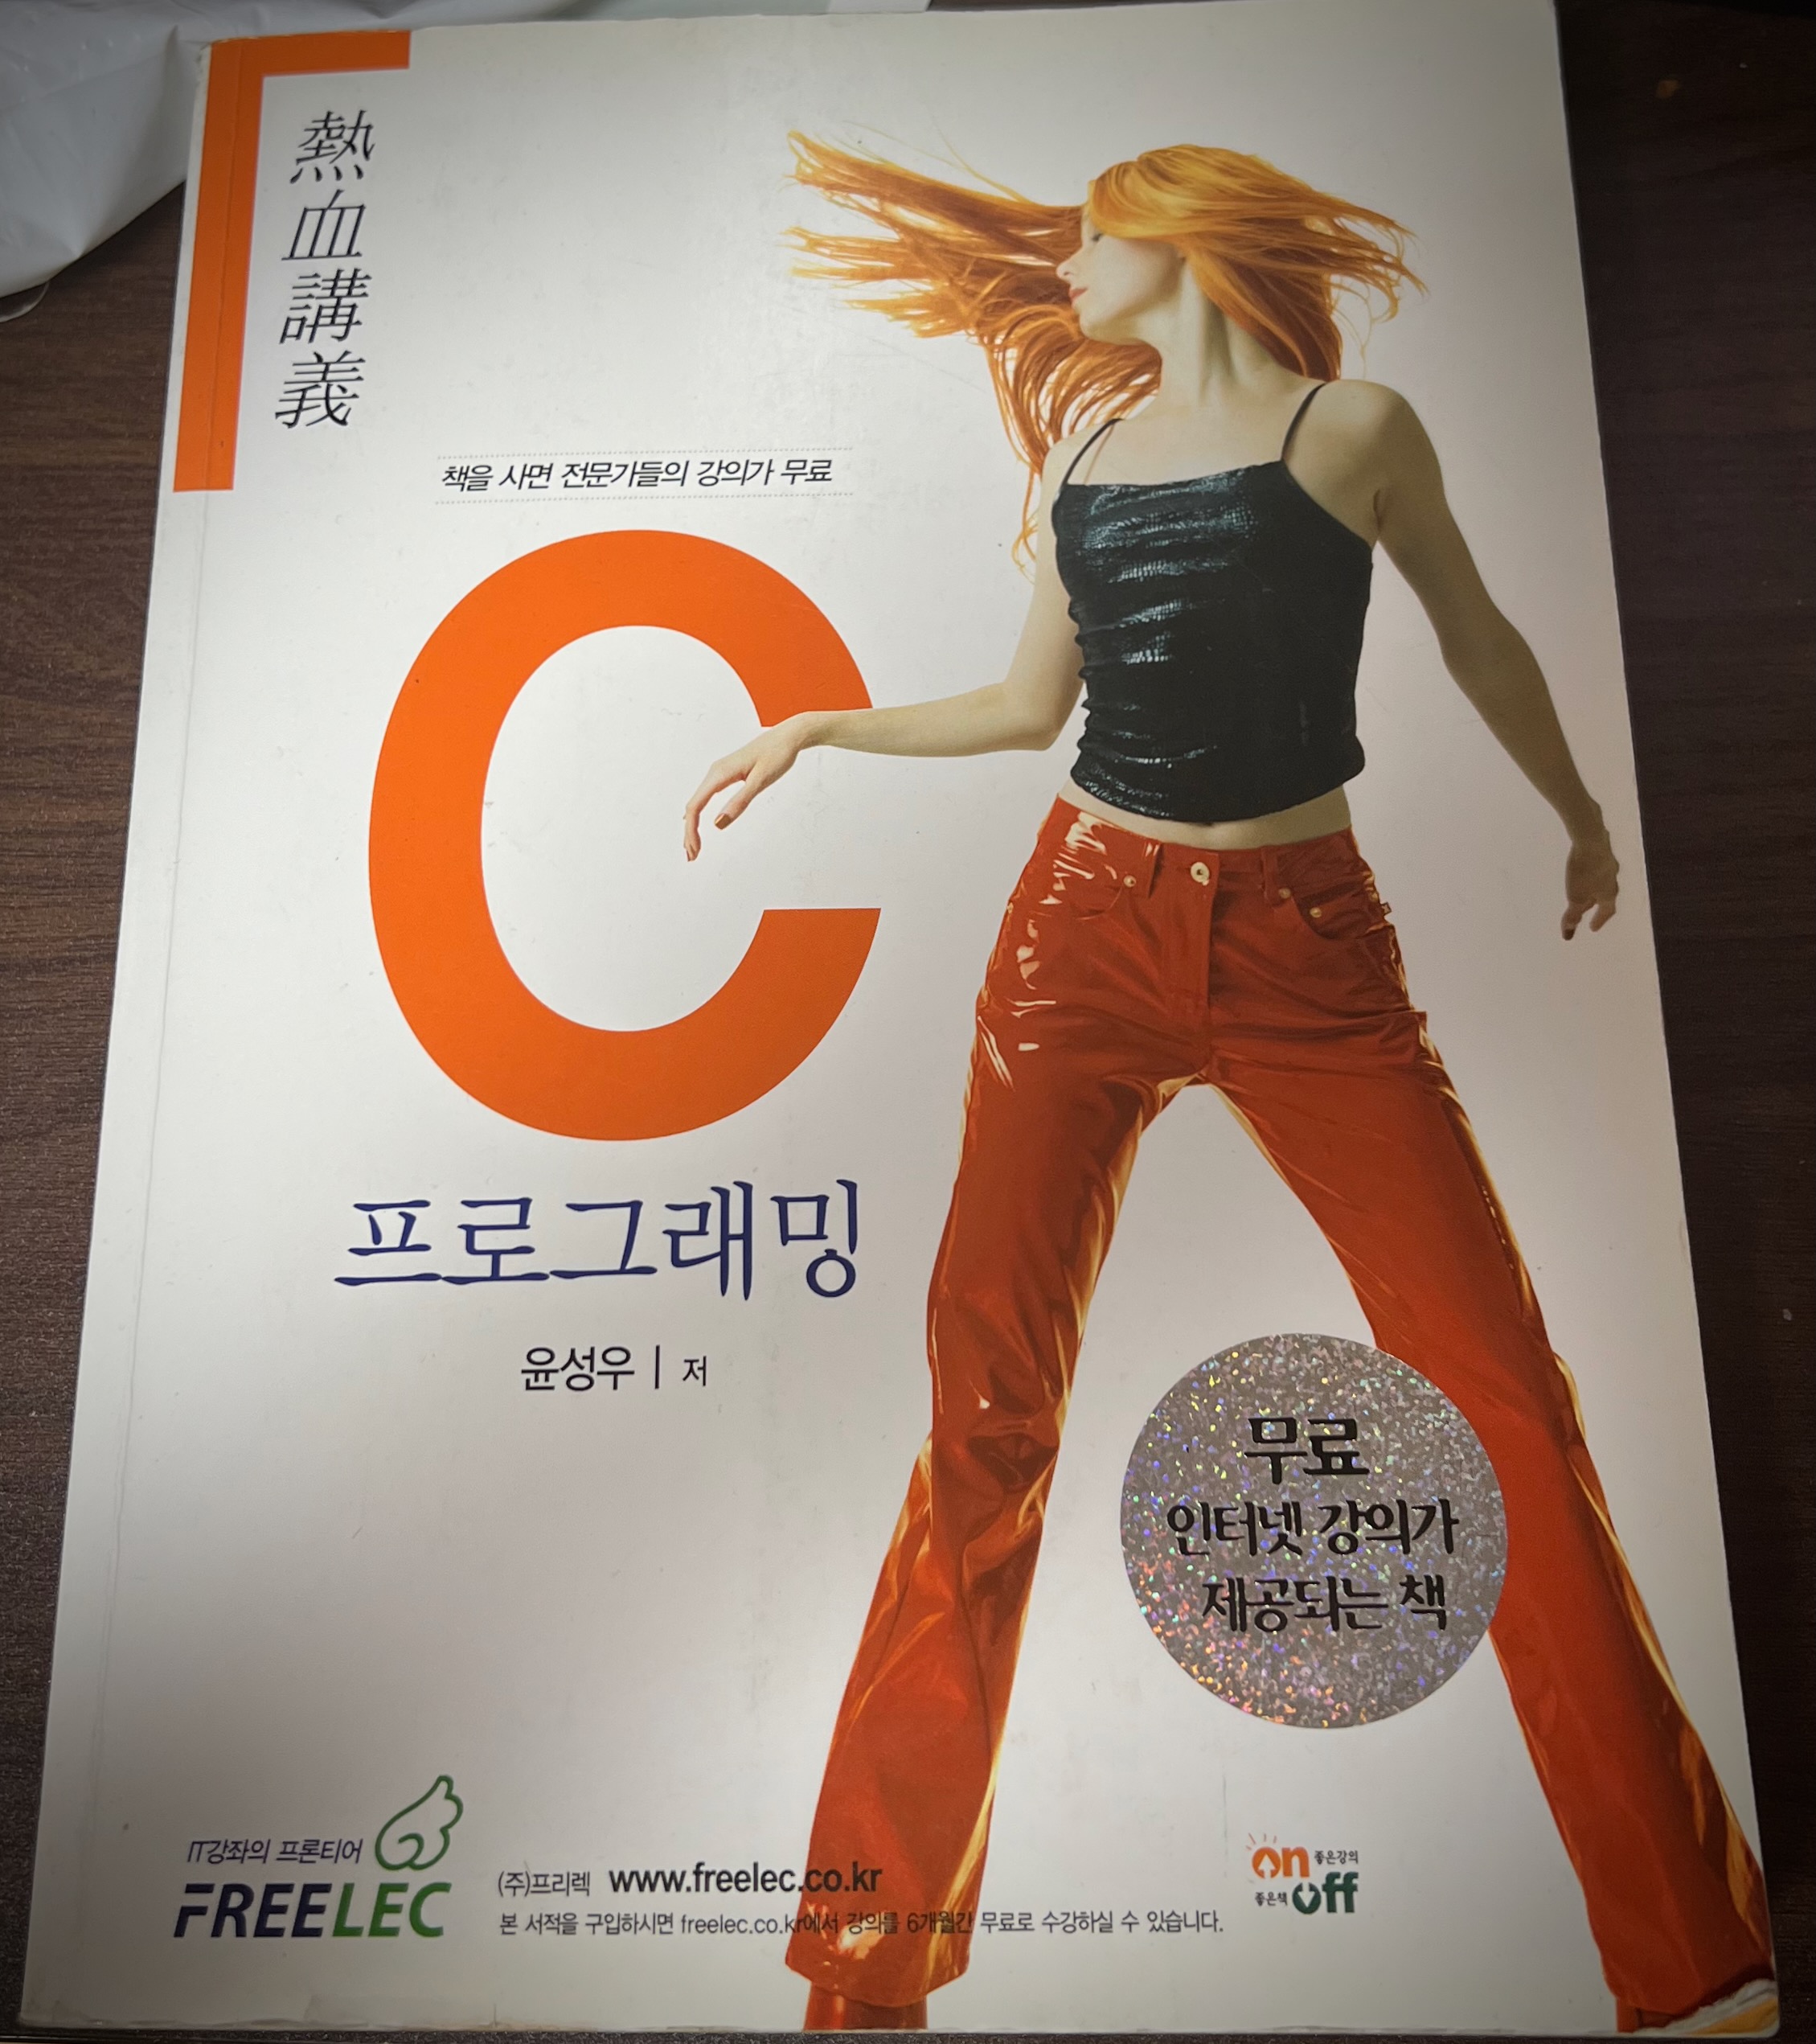 熱血講義
책을 사면 전문가들의 강의가 무료
C
프로그래밍
윤성우 | 저
무료
인터넷 강의가
제공되는 책
IT강좌의 프론티어
FREELEC
(주)프리렉 www.freelec.co.kr
본 서적을 구입하시면 freelec.co.kr에서 강의를 6개월간 무료로 수강하실 수 있습니다.
on 좋은강의
좋은책 off